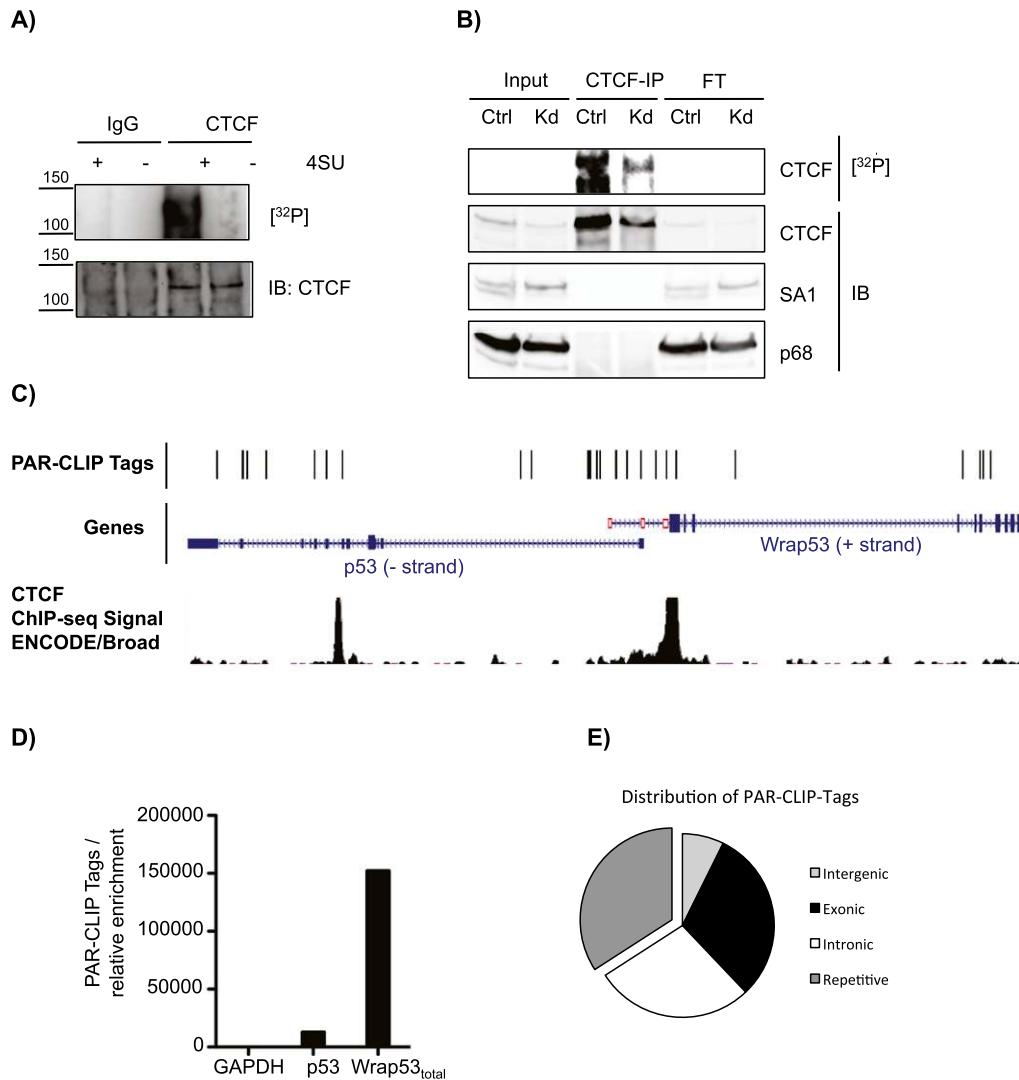 A)
IgG
CTCF
+ - + - 4SU
150
100
[³²P]
150
100
IB: CTCF
B)
Input CTCF-IP FT
Ctrl Kd Ctrl Kd Ctrl Kd
CTCF [³²P]
CTCF
SA1 IB
p68
C)
PAR-CLIP Tags
Genes
Wrap53 (+ strand)
p53 (- strand)
CTCF
ChIP-seq Signal
ENCODE/Broad
D)
PAR-CLIP Tags /
relative enrichment
200000
150000
100000
50000
0
GAPDH p53 Wrap53total
E)
Distribution of PAR-CLIP-Tags
Intergenic
Exonic
Intronic
Repetitive